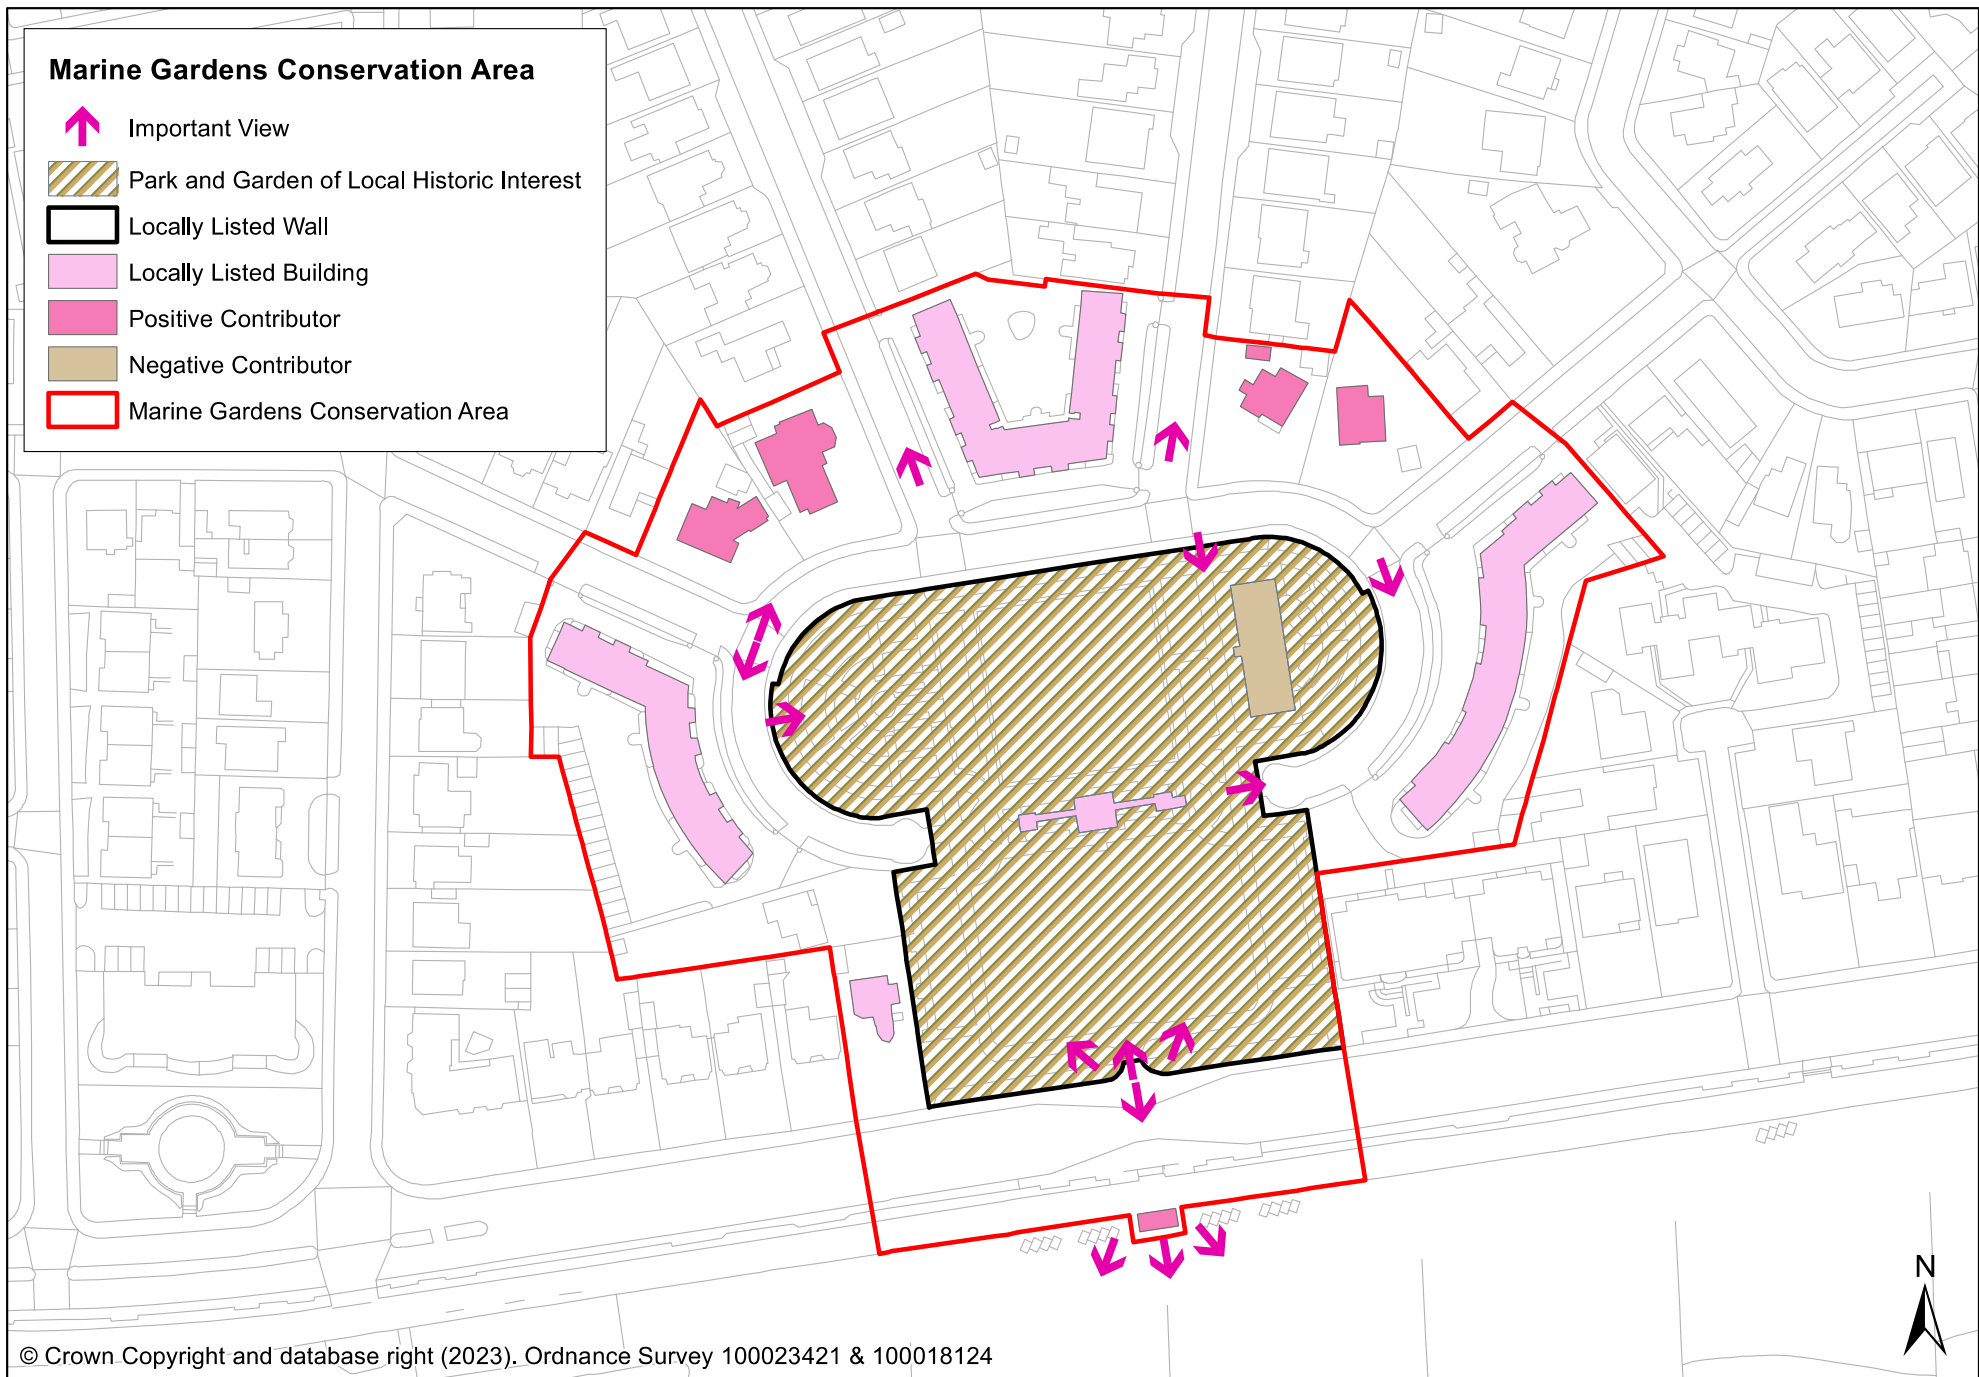 Marine Gardens Conservation Area
Important View
Park and Garden of Local Historic Interest
Locally Listed Wall
Locally Listed Building
Positive Contributor
Negative Contributor
Marine Gardens Conservation Area
N
© Crown Copyright and database right (2023). Ordnance Survey 100023421 & 100018124